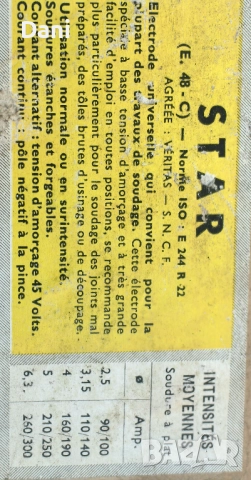 STAR
(E. 48 - C) — Norme ISO : E 244 R 22
AGRÉÉE : VÉRITAS — S. N. C. F.
Electrode universelle qui convient pour la
plupart des travaux de soudage. Cette électrode
spéciale à basse tension d'amorçage et à très grande
facilité d'emploi en toutes positions, se recommande
plus particulièrement pour le soudage des joints mal
préparés, des tôles brutes d'usinage ou de découpage.
Utilisation normale ou en surintensité.
Soudures étanches et forgeables.
Courant alternatif : tension d'amorçage 45 Volts.
Courant continu : pôle négatif à la pince.
INTENSITÉS
MOYENNES
Soudure à plat
ø Amp.
2,5 90/100
3,15 110/140
4 160/190
5 210/250
6,3 260/300
Dani
BAZAR